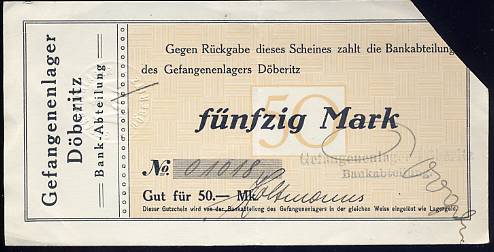 Gefangenenlager
Döberitz
Bank-Abteilung
Gegen Rückgabe dieses Scheines zahlt die Bankabteilung
des Gefangenenlagers Döberitz
50
fünfzig Mark
No 01018
Gefangenenlager Döberitz
Bankabteilung.
Gut für 50.— Mk.
Dieser Gutschein wird von der Bankabteilung des Gefangenenlagers in der gleichen Weise eingelöst wie Lagergeld.